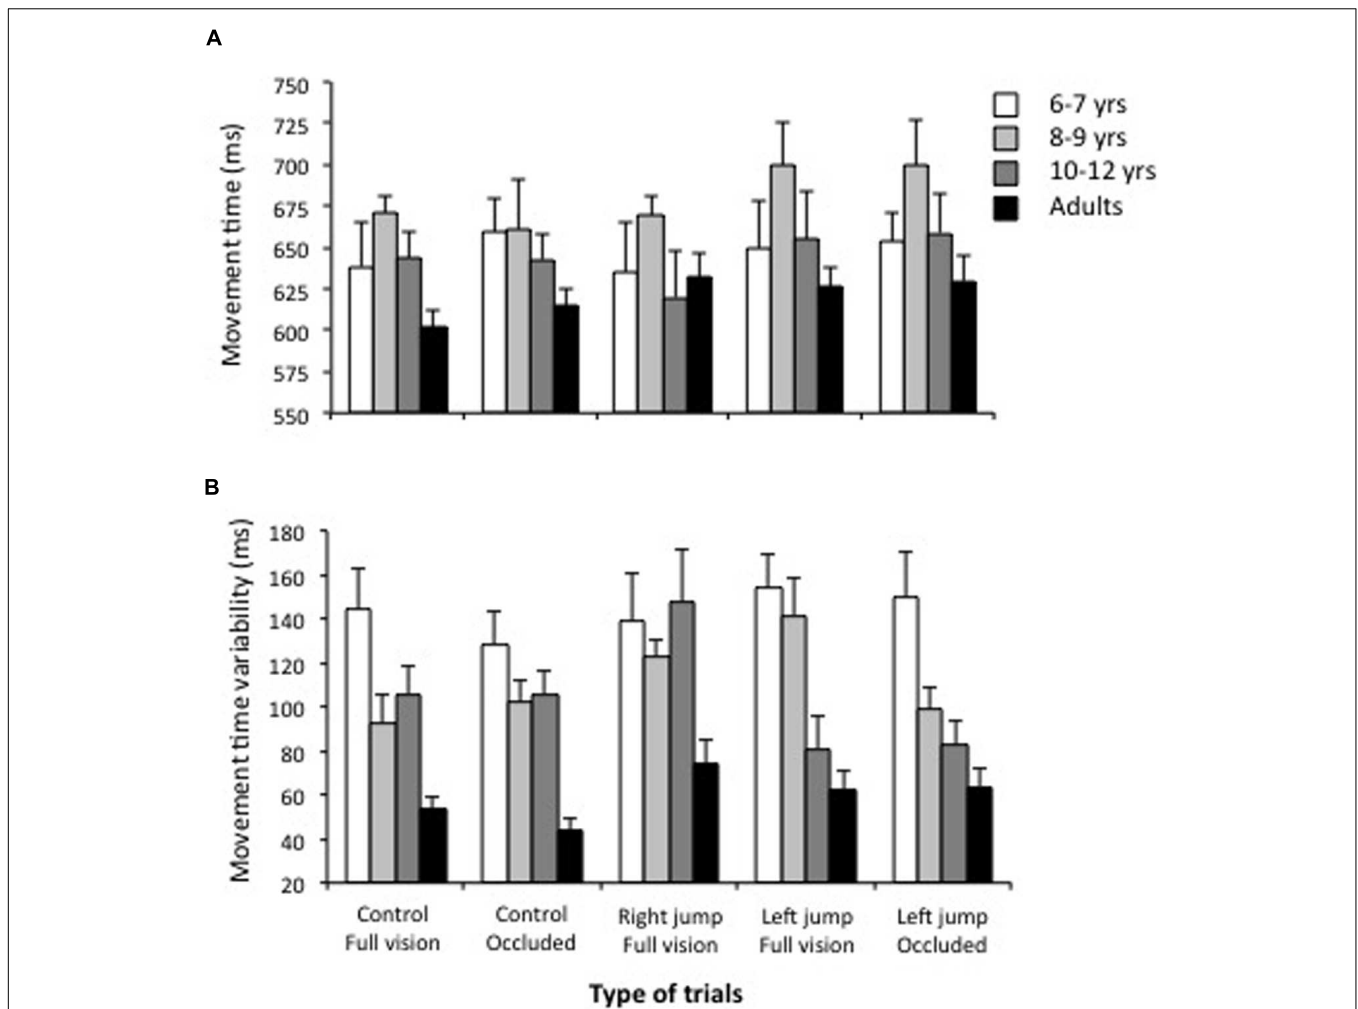 A
750
725
700
675
650
625
600
575
550
Movement time (ms)
6-7 yrs
8-9 yrs
10-12 yrs
Adults
B
180
160
140
120
100
80
60
40
20
Movement time variability (ms)
Control
Full vision
Control
Occluded
Right jump
Full vision
Left jump
Full vision
Left jump
Occluded
Type of trials